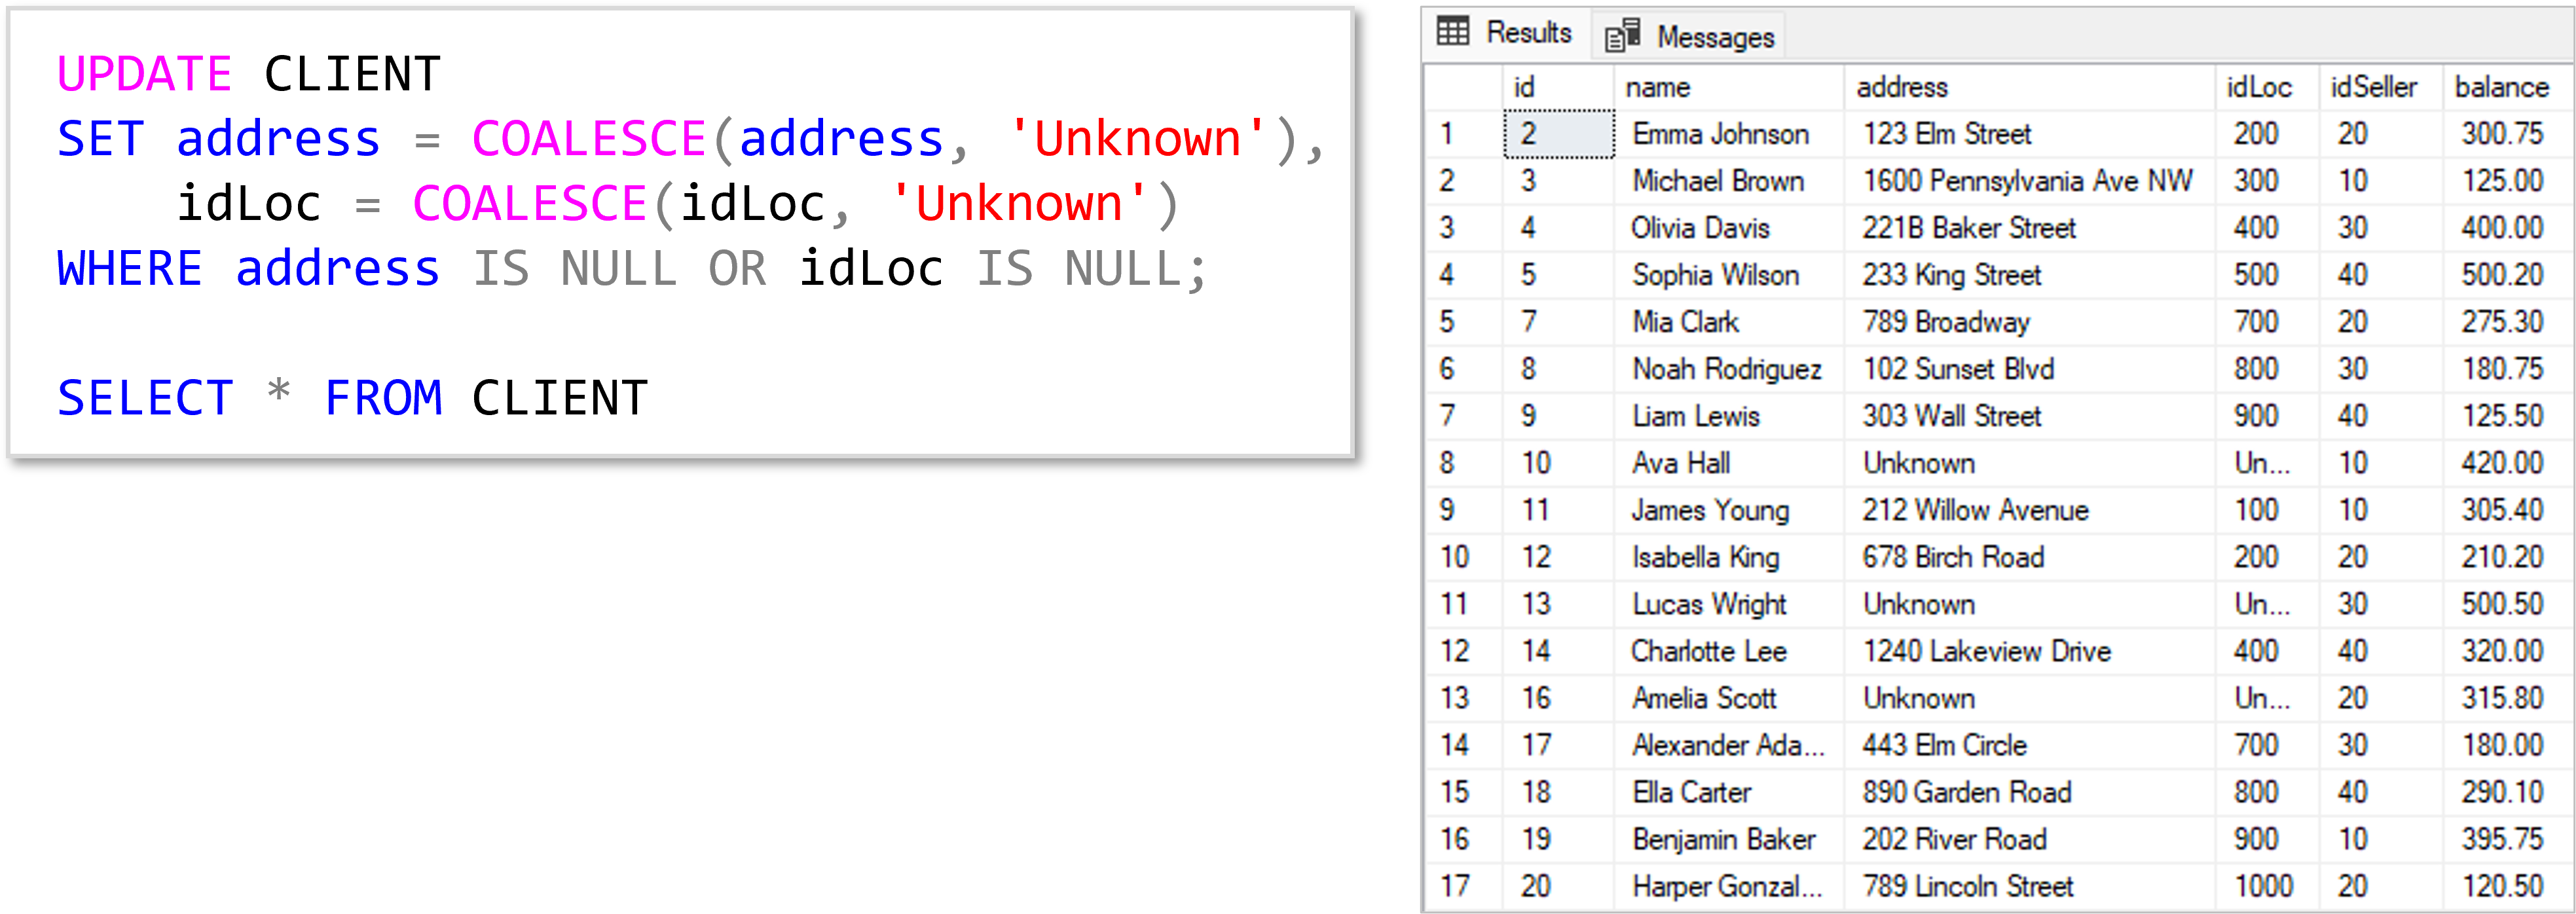 UPDATE CLIENT
SET address = COALESCE(address, 'Unknown'),
idLoc = COALESCE(idLoc, 'Unknown')
WHERE address IS NULL OR idLoc IS NULL;
SELECT * FROM CLIENT
Results Messages
id name address idLoc idSeller balance
1 2 Emma Johnson 123 Elm Street 200 20 300.75
2 3 Michael Brown 1600 Pennsylvania Ave NW 300 10 125.00
3 4 Olivia Davis 221B Baker Street 400 30 400.00
4 5 Sophia Wilson 233 King Street 500 40 500.20
5 7 Mia Clark 789 Broadway 700 20 275.30
6 8 Noah Rodriguez 102 Sunset Blvd 800 30 180.75
7 9 Liam Lewis 303 Wall Street 900 40 125.50
8 10 Ava Hall Unknown Un... 10 420.00
9 11 James Young 212 Willow Avenue 100 10 305.40
10 12 Isabella King 678 Birch Road 200 20 210.20
11 13 Lucas Wright Unknown Un... 30 500.50
12 14 Charlotte Lee 1240 Lakeview Drive 400 40 320.00
13 16 Amelia Scott Unknown Un... 20 315.80
14 17 Alexander Ada... 443 Elm Circle 700 30 180.00
15 18 Ella Carter 890 Garden Road 800 40 290.10
16 19 Benjamin Baker 202 River Road 900 10 395.75
17 20 Harper Gonzal... 789 Lincoln Street 1000 20 120.50